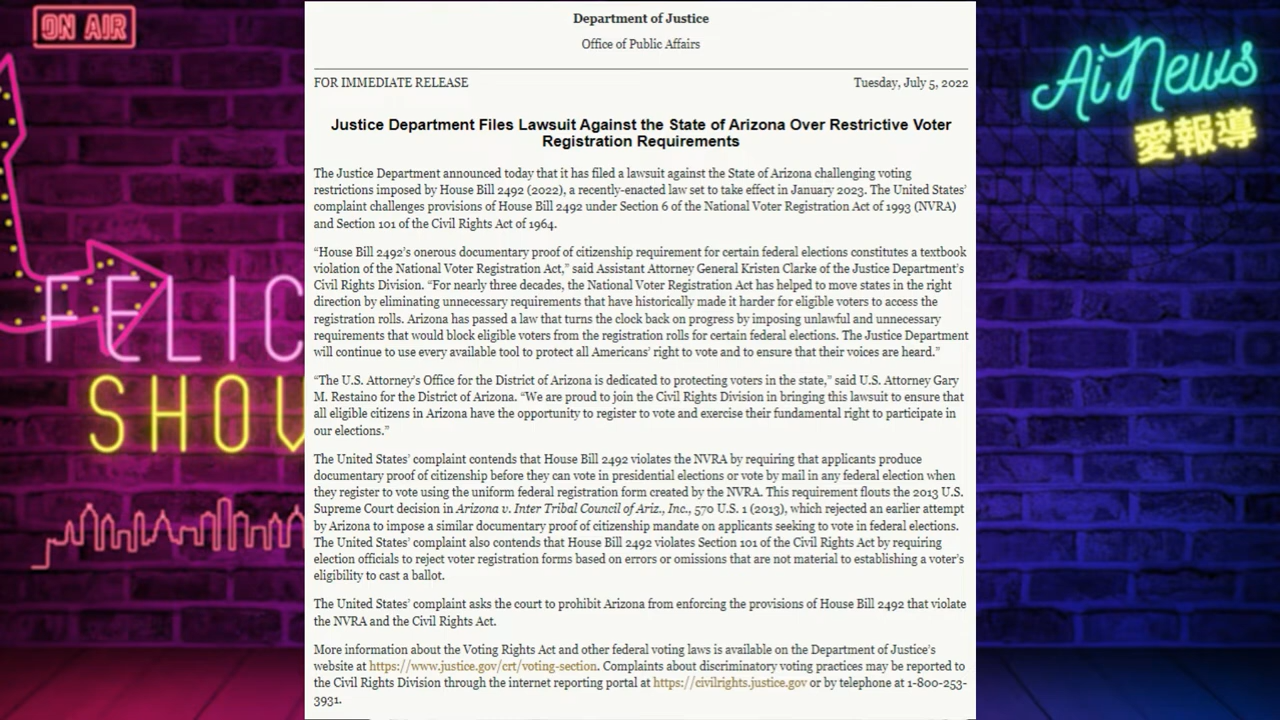 ON AIR
Ai News
愛報導
FELIC
SHOW
Department of Justice
Office of Public Affairs
FOR IMMEDIATE RELEASE Tuesday, July 5, 2022
Justice Department Files Lawsuit Against the State of Arizona Over Restrictive Voter
Registration Requirements
The Justice Department announced today that it has filed a lawsuit against the State of Arizona challenging voting
restrictions imposed by House Bill 2492 (2022), a recently-enacted law set to take effect in January 2023. The United States’
complaint challenges provisions of House Bill 2492 under Section 6 of the National Voter Registration Act of 1993 (NVRA)
and Section 101 of the Civil Rights Act of 1964.
“House Bill 2492’s onerous documentary proof of citizenship requirement for certain federal elections constitutes a textbook
violation of the National Voter Registration Act,” said Assistant Attorney General Kristen Clarke of the Justice Department’s
Civil Rights Division. “For nearly three decades, the National Voter Registration Act has helped to move states in the right
direction by eliminating unnecessary requirements that have historically made it harder for eligible voters to access the
registration rolls. Arizona has passed a law that turns the clock back on progress by imposing unlawful and unnecessary
requirements that would block eligible voters from the registration rolls for certain federal elections. The Justice Department
will continue to use every available tool to protect all Americans’ right to vote and to ensure that their voices are heard.”
“The U.S. Attorney’s Office for the District of Arizona is dedicated to protecting voters in the state,” said U.S. Attorney Gary
M. Restaino for the District of Arizona. “We are proud to join the Civil Rights Division in bringing this lawsuit to ensure that
all eligible citizens in Arizona have the opportunity to register to vote and exercise their fundamental right to participate in
our elections.”
The United States’ complaint contends that House Bill 2492 violates the NVRA by requiring that applicants produce
documentary proof of citizenship before they can vote in presidential elections or vote by mail in any federal election when
they register to vote using the uniform federal registration form created by the NVRA. This requirement flouts the 2013 U.S.
Supreme Court decision in Arizona v. Inter Tribal Council of Ariz., Inc., 570 U.S. 1 (2013), which rejected an earlier attempt
by Arizona to impose a similar documentary proof of citizenship mandate on applicants seeking to vote in federal elections.
The United States’ complaint also contends that House Bill 2492 violates Section 101 of the Civil Rights Act by requiring
election officials to reject voter registration forms based on errors or omissions that are not material to establishing a voter’s
eligibility to cast a ballot.
The United States’ complaint asks the court to prohibit Arizona from enforcing the provisions of House Bill 2492 that violate
the NVRA and the Civil Rights Act.
More information about the Voting Rights Act and other federal voting laws is available on the Department of Justice’s
website at https://www.justice.gov/crt/voting-section. Complaints about discriminatory voting practices may be reported to
the Civil Rights Division through the internet reporting portal at https://civilrights.justice.gov or by telephone at 1-800-253-
3931.